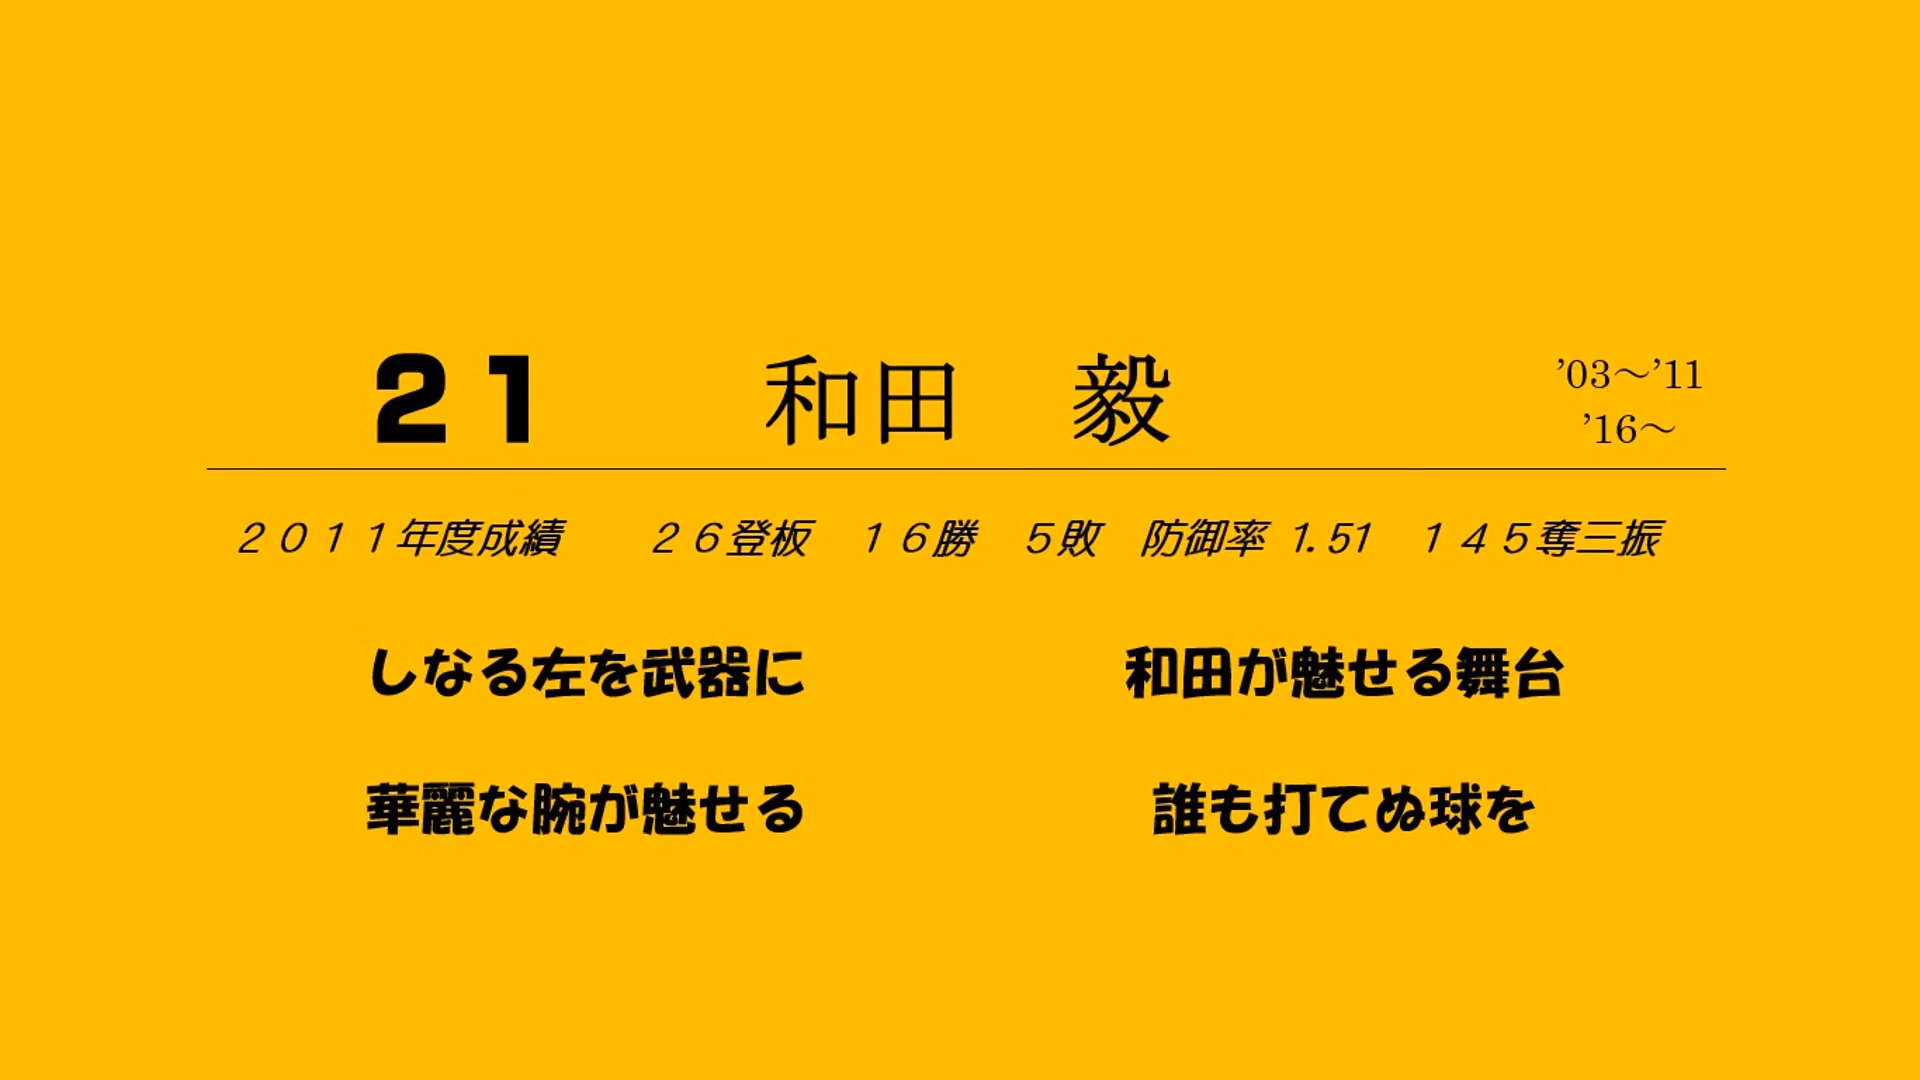 ２１　和田　毅　’03～’11
’16～
２０１１年度成績　　２６登板　１６勝　５敗　防御率 1.51　１４５奪三振
しなる左を武器に　和田が魅せる舞台
華麗な腕が魅せる　誰も打てぬ球を